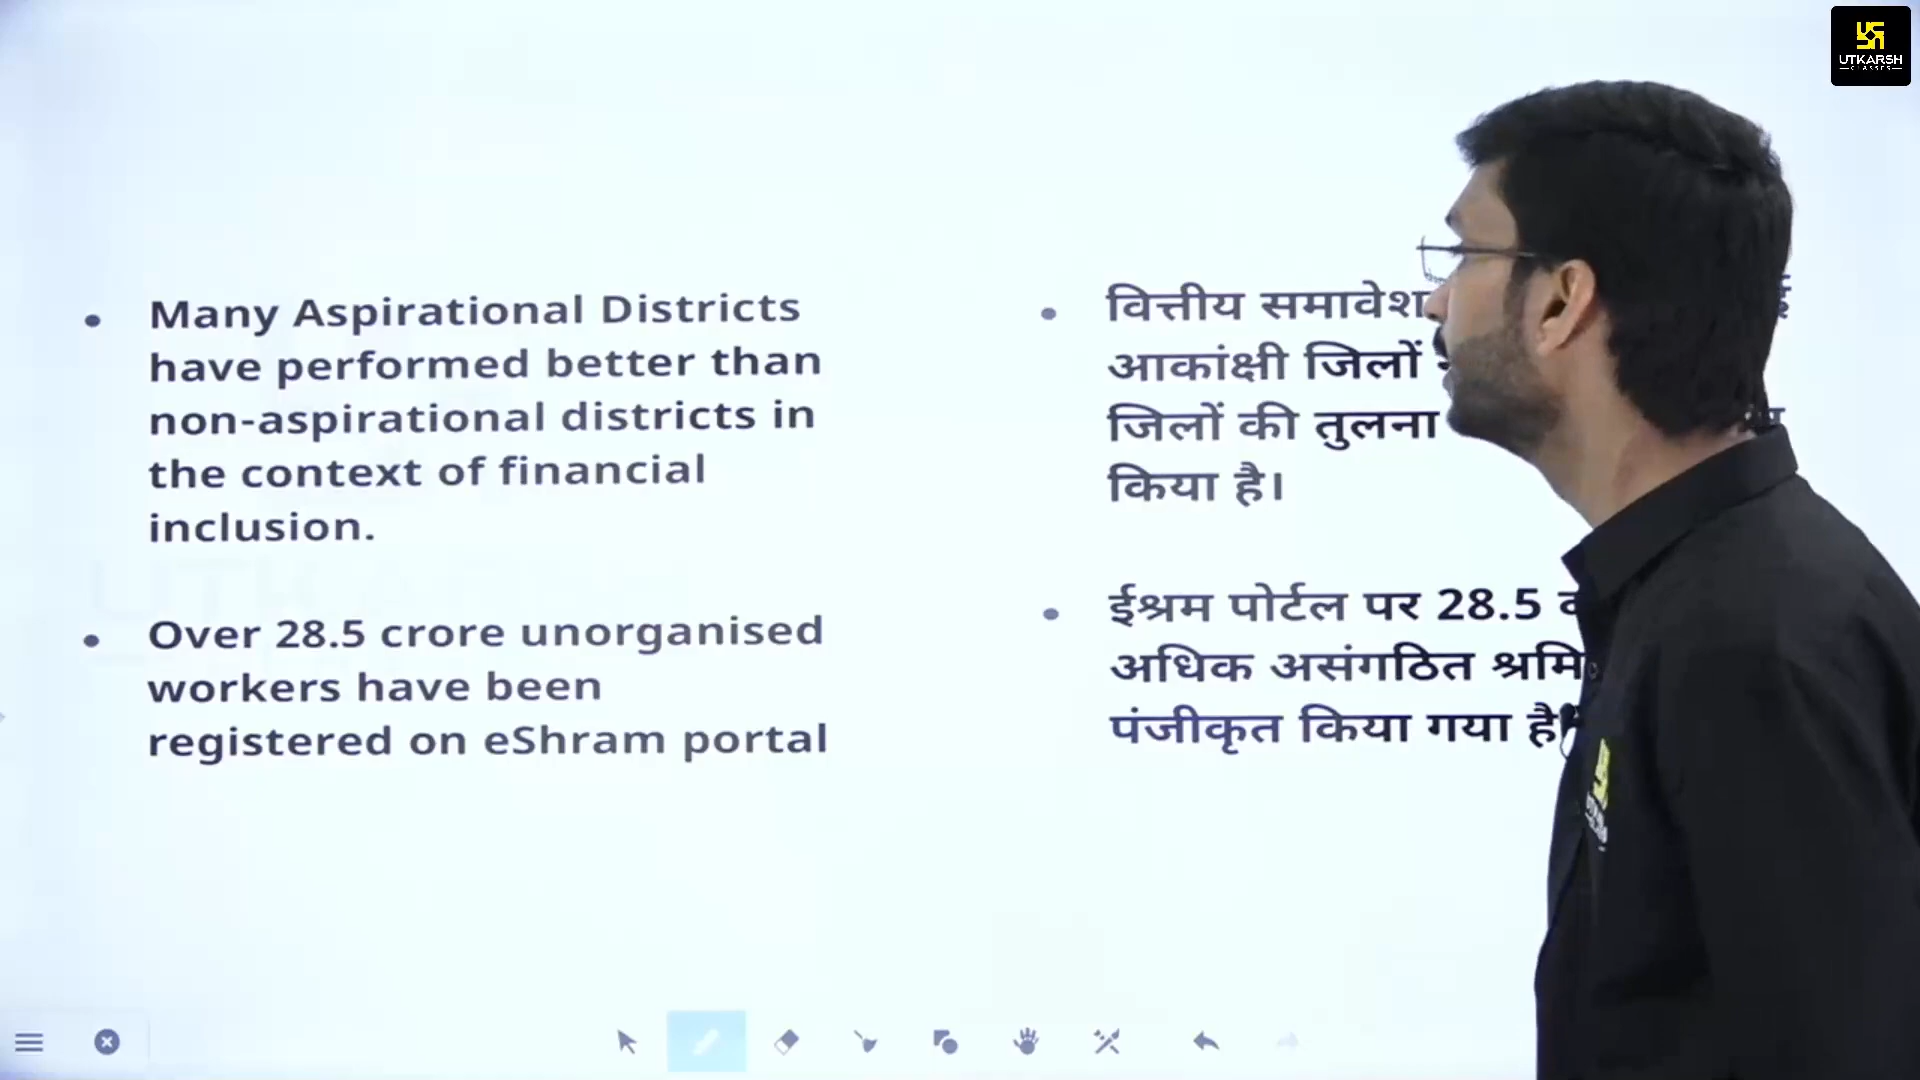 UTKARSH
CLASSES
• Many Aspirational Districts
have performed better than
non-aspirational districts in
the context of financial
inclusion.
• Over 28.5 crore unorganised
workers have been
registered on eShram portal
• वित्तीय समावेश
आकांक्षी जिलों
जिलों की तुलना
किया है।
• ईश्रम पोर्टल पर 28.5
अधिक असंगठित
पंजीकृत किया गया है